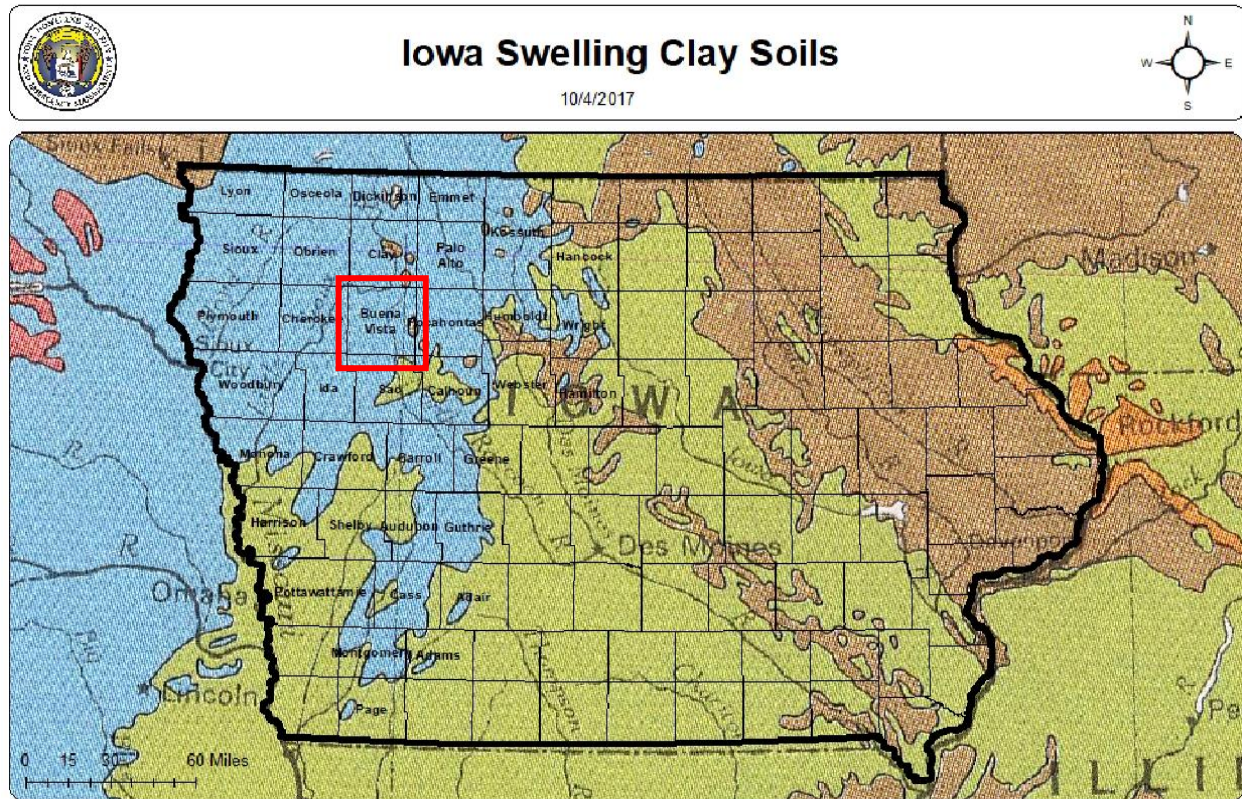 Iowa Swelling Clay Soils
10/4/2017
N
W
E
S
Sioux Falls
Lyon
Osceola
Dickinson
Emmet
Kossuth
Sioux
Obrien
Clay
Palo
Alto
Hancock
Madison
Plymouth
Cherokee
Buena
Vista
Pocahontas
Humboldt
Wright
Sioux
City
Woodbury
Ida
Sac
Calhoun
Webster
Hamilton
IOWA
Rockford
Monona
Crawford
Carroll
Greene
Harrison
Shelby
Audubon
Guthrie
Des Moines
Davenport
Omaha
Pottawattamie
Cass
Adair
Montgomery
Adams
Lincoln
Page
R
R
R
0 15 30 60 Miles
ILLI